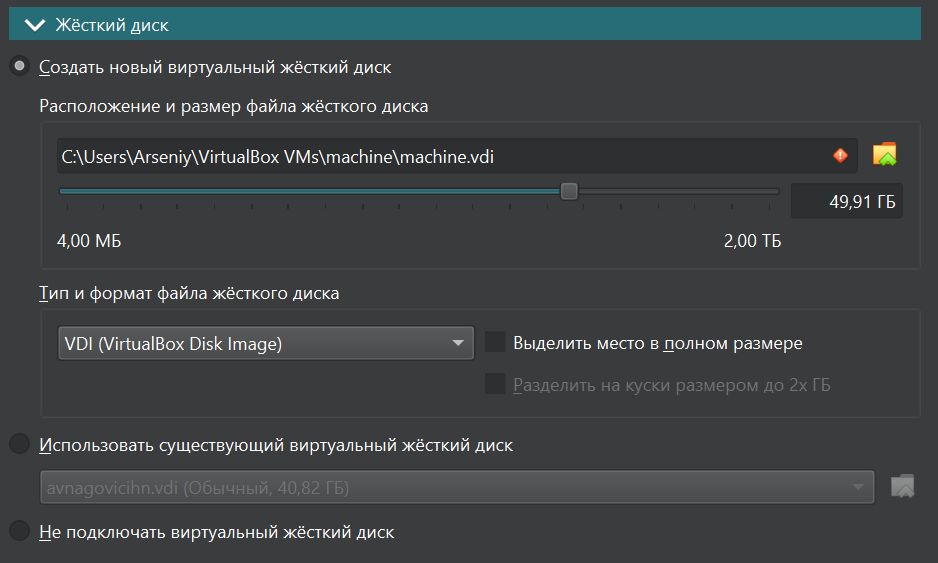 Жёсткий диск
Создать новый виртуальный жёсткий диск
Расположение и размер файла жёсткого диска
C:\Users\Arseniy\VirtualBox VMs\machine\machine.vdi
49,91 ГБ
4,00 МБ 2,00 ТБ
Тип и формат файла жёсткого диска
VDI (VirtualBox Disk Image) Выделить место в полном размере
Разделить на куски размером до 2х ГБ
Использовать существующий виртуальный жёсткий диск
avnagovicihn.vdi (Обычный, 40,82 ГБ)
Не подключать виртуальный жёсткий диск